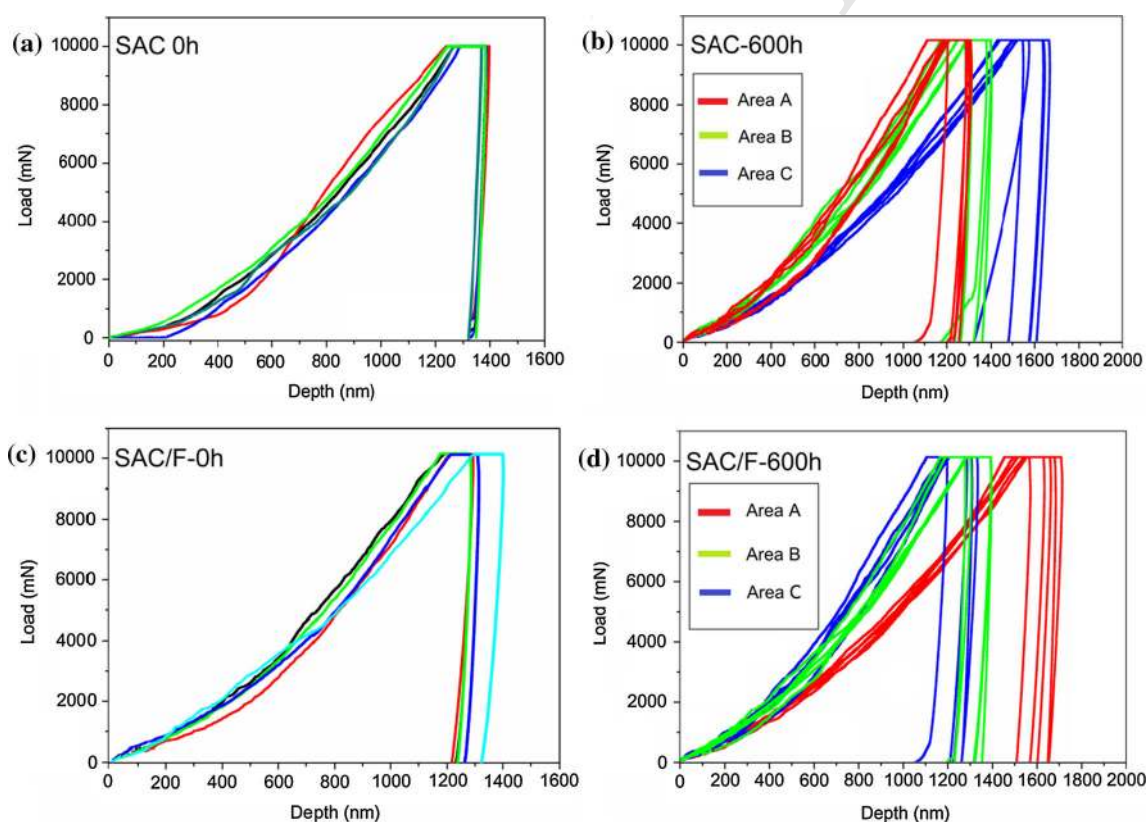 (a) SAC 0h
Load (mN)
10000
8000
6000
4000
2000
0
0 200 400 600 800 1000 1200 1400 1600
Depth (nm)
(b) SAC-600h
Area A
Area B
Area C
Load (mN)
10000
8000
6000
4000
2000
0
0 200 400 600 800 1000 1200 1400 1600 1800 2000
Depth (nm)
(c) SAC/F-0h
Load (mN)
10000
8000
6000
4000
2000
0
0 200 400 600 800 1000 1200 1400 1600
Depth (nm)
(d) SAC/F-600h
Area A
Area B
Area C
Load (mN)
10000
8000
6000
4000
2000
0
0 200 400 600 800 1000 1200 1400 1600 1800 2000
Depth (nm)